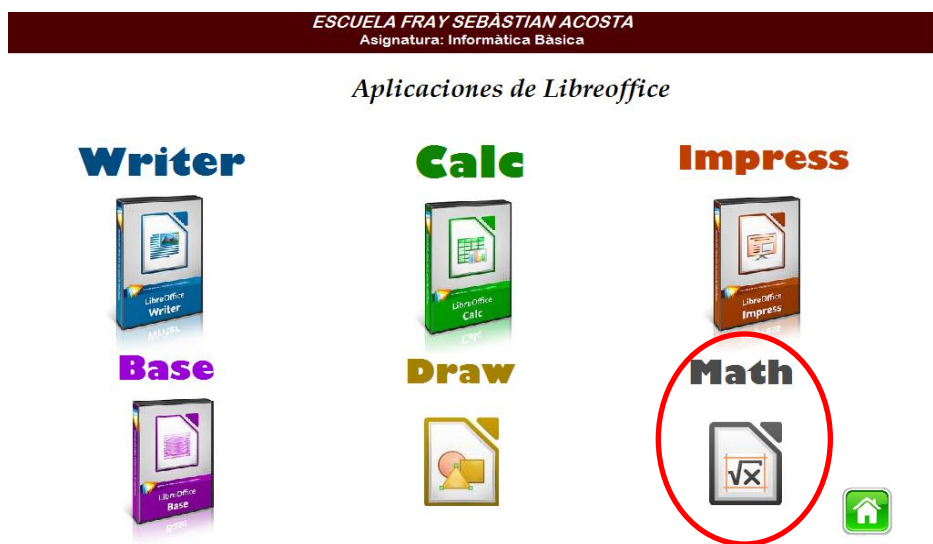 ESCUELA FRAY SEBÀSTIAN ACOSTA
Asignatura: Informàtica Bàsica
Aplicaciones de Libreoffice
Writer Calc Impress
LibreOffice
Writer
LibreOffice
Calc
LibreOffice
Impress
Base Draw Math
LibreOffice
Base
√x